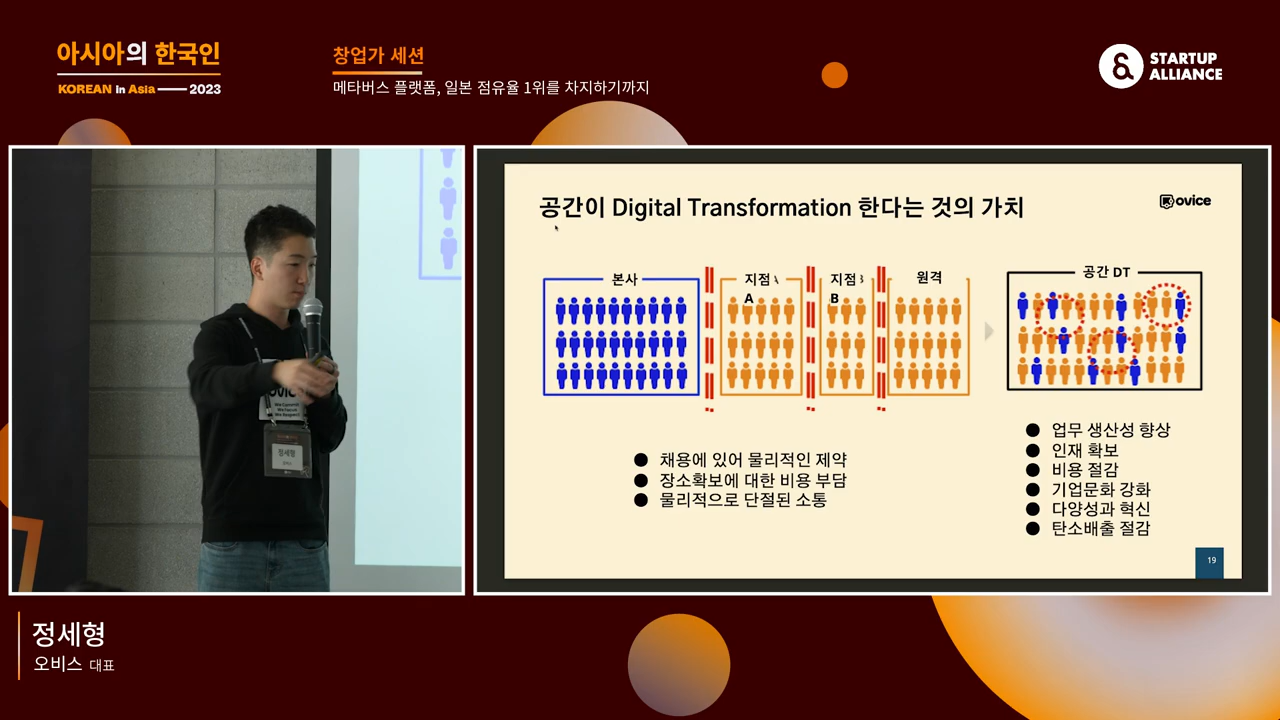 아시아의 한국인
KOREAN in Asia 2023
창업가 세션
메타버스 플랫폼, 일본 점유율 1위를 차지하기까지
STARTUP
ALLIANCE
정세형
공간이 Digital Transformation 한다는 것의 가치
ovice
본사
지점
A
지점
B
원격
공간 DT
채용에 있어 물리적인 제약
장소확보에 대한 비용 부담
물리적으로 단절된 소통
업무 생산성 향상
인재 확보
비용 절감
기업문화 강화
다양성과 혁신
탄소배출 절감
19
정세형
오비스 대표